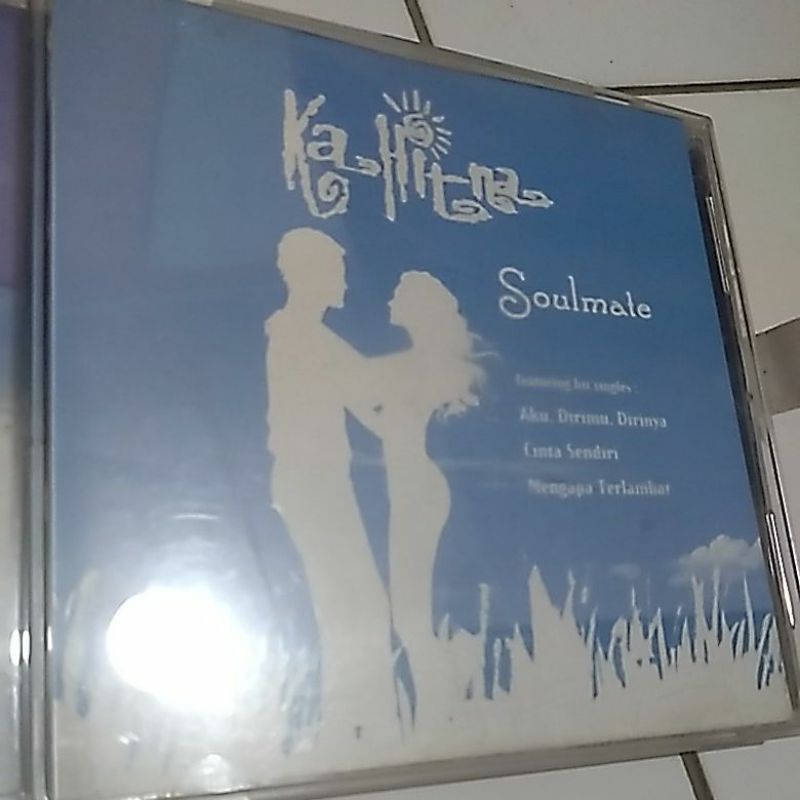 KaHitna
Soulmate
Featuring hit singles :
Aku, Dirimu, Dirinya
Cinta Sendiri
Mengapa Terlambat